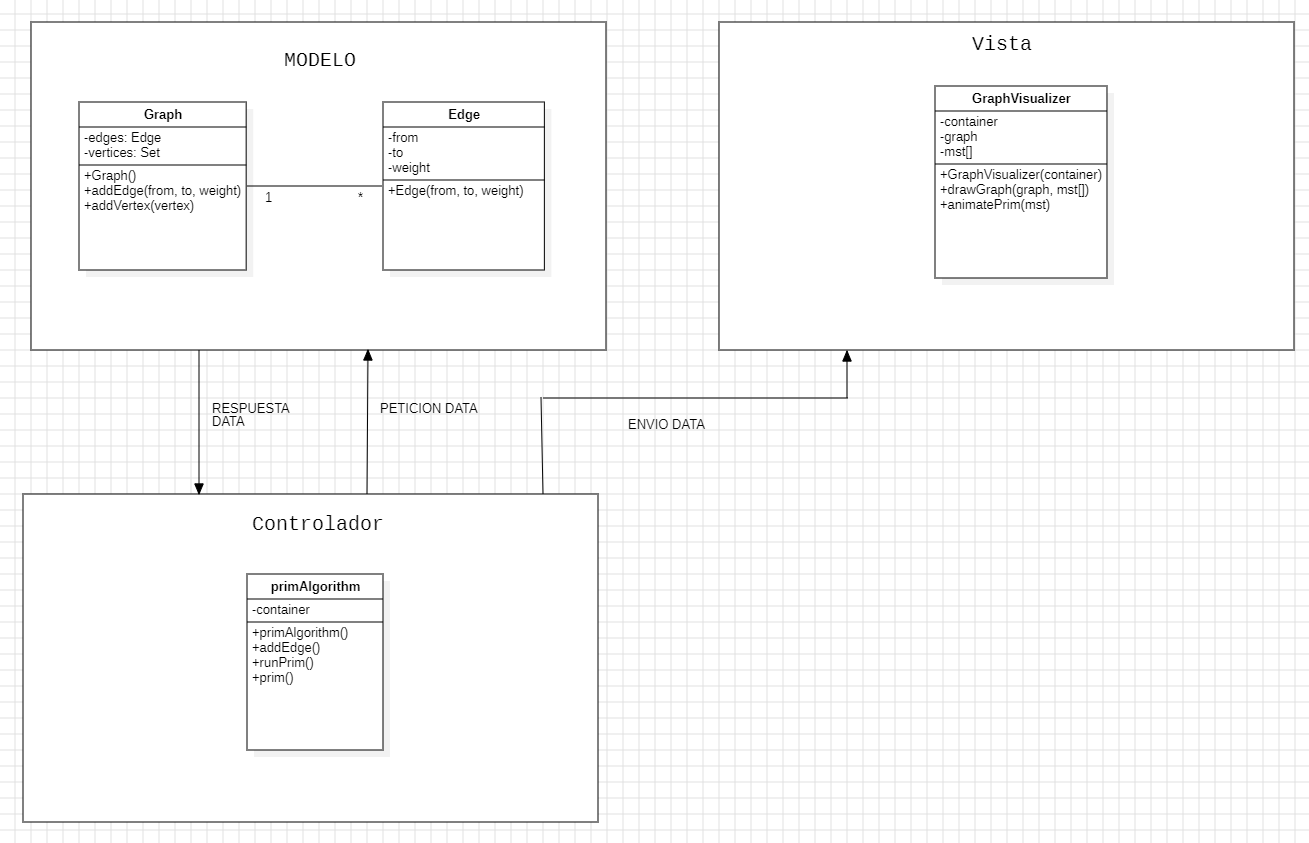 MODELO
Graph
-edges: Edge
-vertices: Set
+Graph()
+addEdge(from, to, weight)
+addVertex(vertex)
1
*
Edge
-from
-to
-weight
+Edge(from, to, weight)
Vista
GraphVisualizer
-container
-graph
-mst[]
+GraphVisualizer(container)
+drawGraph(graph, mst[])
+animatePrim(mst)
RESPUESTA
DATA
PETICION DATA
ENVIO DATA
Controlador
primAlgorithm
-container
+primAlgorithm()
+addEdge()
+runPrim()
+prim()